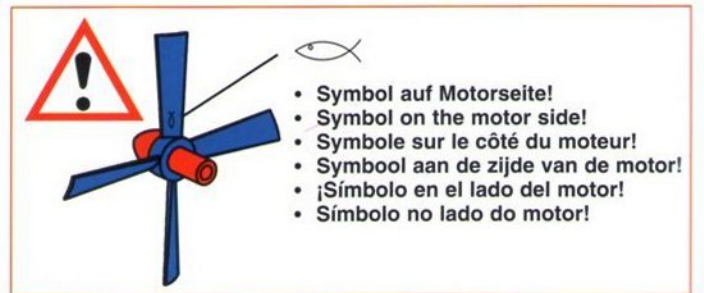 • Symbol auf Motorseite!
• Symbol on the motor side!
• Symbole sur le côté du moteur!
• Symbool aan de zijde van de motor!
• ¡Símbolo en el lado del motor!
• Símbolo no lado do motor!